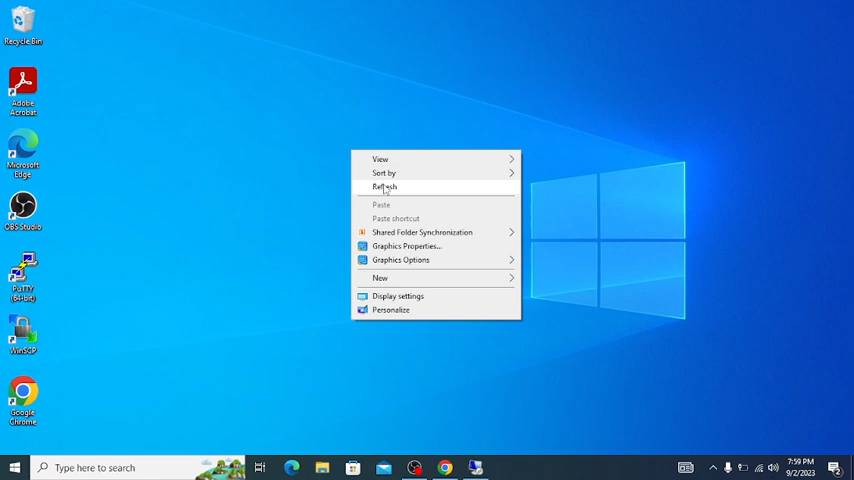 Recycle Bin
Adobe
Acrobat
Microsoft
Edge
OBS Studio
PuTTY
(64-bit)
WinSCP
Google
Chrome
View
Sort by
Refresh
Paste
Paste shortcut
Shared Folder Synchronization
Graphics Properties...
Graphics Options
New
Display settings
Personalize
Type here to search
7:59 PM
9/2/2023
2